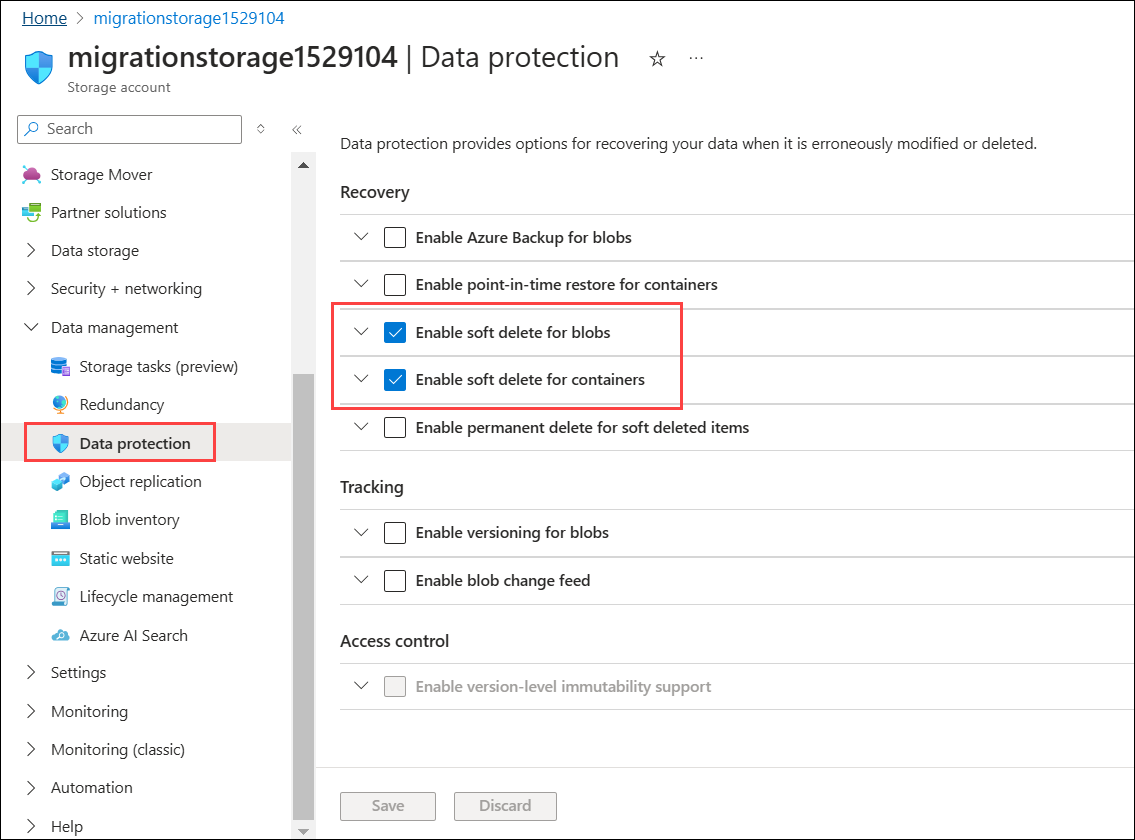 Home > migrationstorage1529104
migrationstorage1529104 | Data protection ☆ ···
Storage account
Search
Storage Mover
Partner solutions
Data storage
Security + networking
Data management
Storage tasks (preview)
Redundancy
Data protection
Object replication
Blob inventory
Static website
Lifecycle management
Azure AI Search
Settings
Monitoring
Monitoring (classic)
Automation
Help
Data protection provides options for recovering your data when it is erroneously modified or deleted.
Recovery
Enable Azure Backup for blobs
Enable point-in-time restore for containers
Enable soft delete for blobs
Enable soft delete for containers
Enable permanent delete for soft deleted items
Tracking
Enable versioning for blobs
Enable blob change feed
Access control
Enable version-level immutability support
Save Discard